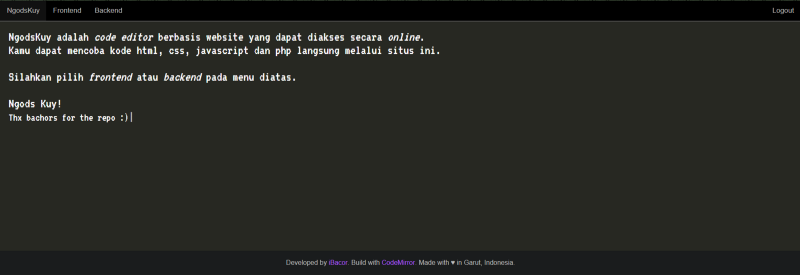 NgodsKuy Frontend Backend Logout
NgodsKuy adalah code editor berbasis website yang dapat diakses secara online.
Kamu dapat mencoba kode html, css, javascript dan php langsung melalui situs ini.
Silahkan pilih frontend atau backend pada menu diatas.
Ngods Kuy!
Thx bachors for the repo :)
Developed by iBacor. Build with CodeMirror. Made with ♥ in Garut, Indonesia